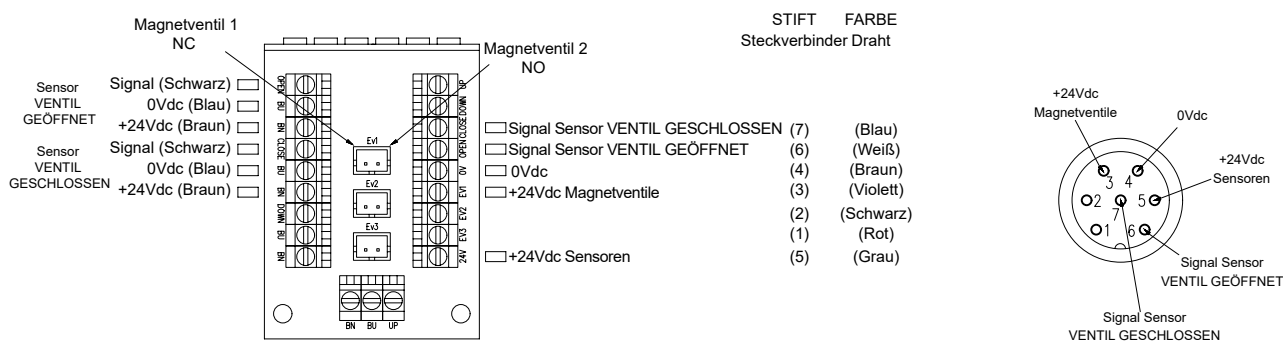 Magnetventil 1
NC
Magnetventil 2
NO
STIFT FARBE
Steckverbinder Draht
Sensor
VENTIL
GEÖFFNET
Signal (Schwarz)
0Vdc (Blau)
+24Vdc (Braun)
Sensor
VENTIL
GESCHLOSSEN
Signal (Schwarz)
0Vdc (Blau)
+24Vdc (Braun)
OPEN
BU
BN
CLOSE
BU
BN
DOWN
BU
BN
Ev1
Ev2
Ev3
UP
DOWN
CLOSE
OPEN
0V
EV1
EV2
EV3
24V
BN BU UP
Signal Sensor VENTIL GESCHLOSSEN (7) (Blau)
Signal Sensor VENTIL GEÖFFNET (6) (Weiß)
0Vdc (4) (Braun)
+24Vdc Magnetventile (3) (Violett)
(2) (Schwarz)
(1) (Rot)
+24Vdc Sensoren (5) (Grau)
+24Vdc
Magnetventile
0Vdc
+24Vdc
Sensoren
3 4
2 7 5
1 6
Signal Sensor
VENTIL GEÖFFNET
Signal Sensor
VENTIL GESCHLOSSEN